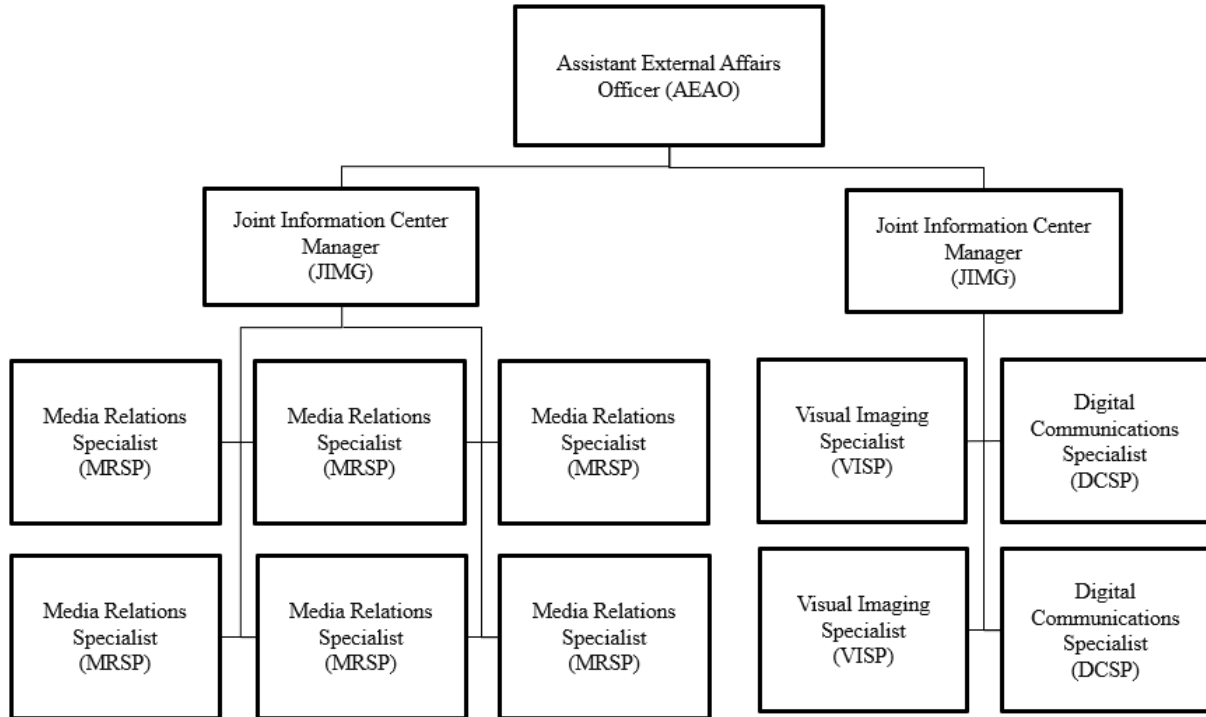 Assistant External Affairs
Officer (AEAO)
Joint Information Center
Manager
(JIMG)
Joint Information Center
Manager
(JIMG)
Media Relations
Specialist
(MRSP)
Media Relations
Specialist
(MRSP)
Media Relations
Specialist
(MRSP)
Visual Imaging
Specialist
(VISP)
Digital
Communications
Specialist
(DCSP)
Media Relations
Specialist
(MRSP)
Media Relations
Specialist
(MRSP)
Media Relations
Specialist
(MRSP)
Visual Imaging
Specialist
(VISP)
Digital
Communications
Specialist
(DCSP)